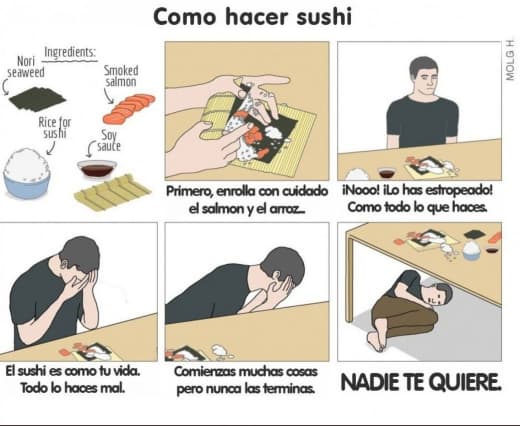 Como hacer sushi
MOLG H.
Ingredients:
Nori
seaweed
Smoked
salmon
Rice for
sushi
Soy
sauce
Primero, enrolla con cuidado
el salmon y el arroz...
¡Nooo! ¡Lo has estropeado!
Como todo lo que haces.
El sushi es como tu vida.
Todo lo haces mal.
Comienzas muchas cosas
pero nunca las terminas.
NADIE TE QUIERE.